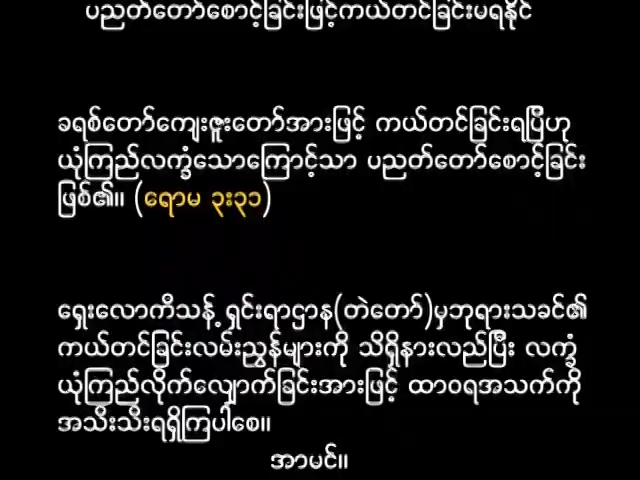 ပညတ်တော်စောင့်ခြင်းဖြင့်ကယ်တင်ခြင်းမရနိုင်
ခရစ်တော်ကျေးဇူးတော်အားဖြင့် ကယ်တင်ခြင်းရပြီဟု
ယုံကြည်လက္ခံသောကြောင့်သာ ပညတ်တော်စောင့်ခြင်း
ဖြစ်၏။ (ရောမ ၃း၃၁)
ရှေးလောကီသန့် ရှင်းရာဌာန(တဲတော်)မှဘုရားသခင်၏
ကယ်တင်ခြင်းလမ်းညွှန်များကို သိရှိနားလည်ပြီး လက္ခံ
ယုံကြည်လိုက်လျှောက်ခြင်းအားဖြင့် ထာဝရအသက်ကို
အသီးသီးရရှိကြပါစေ။
အာမင်။